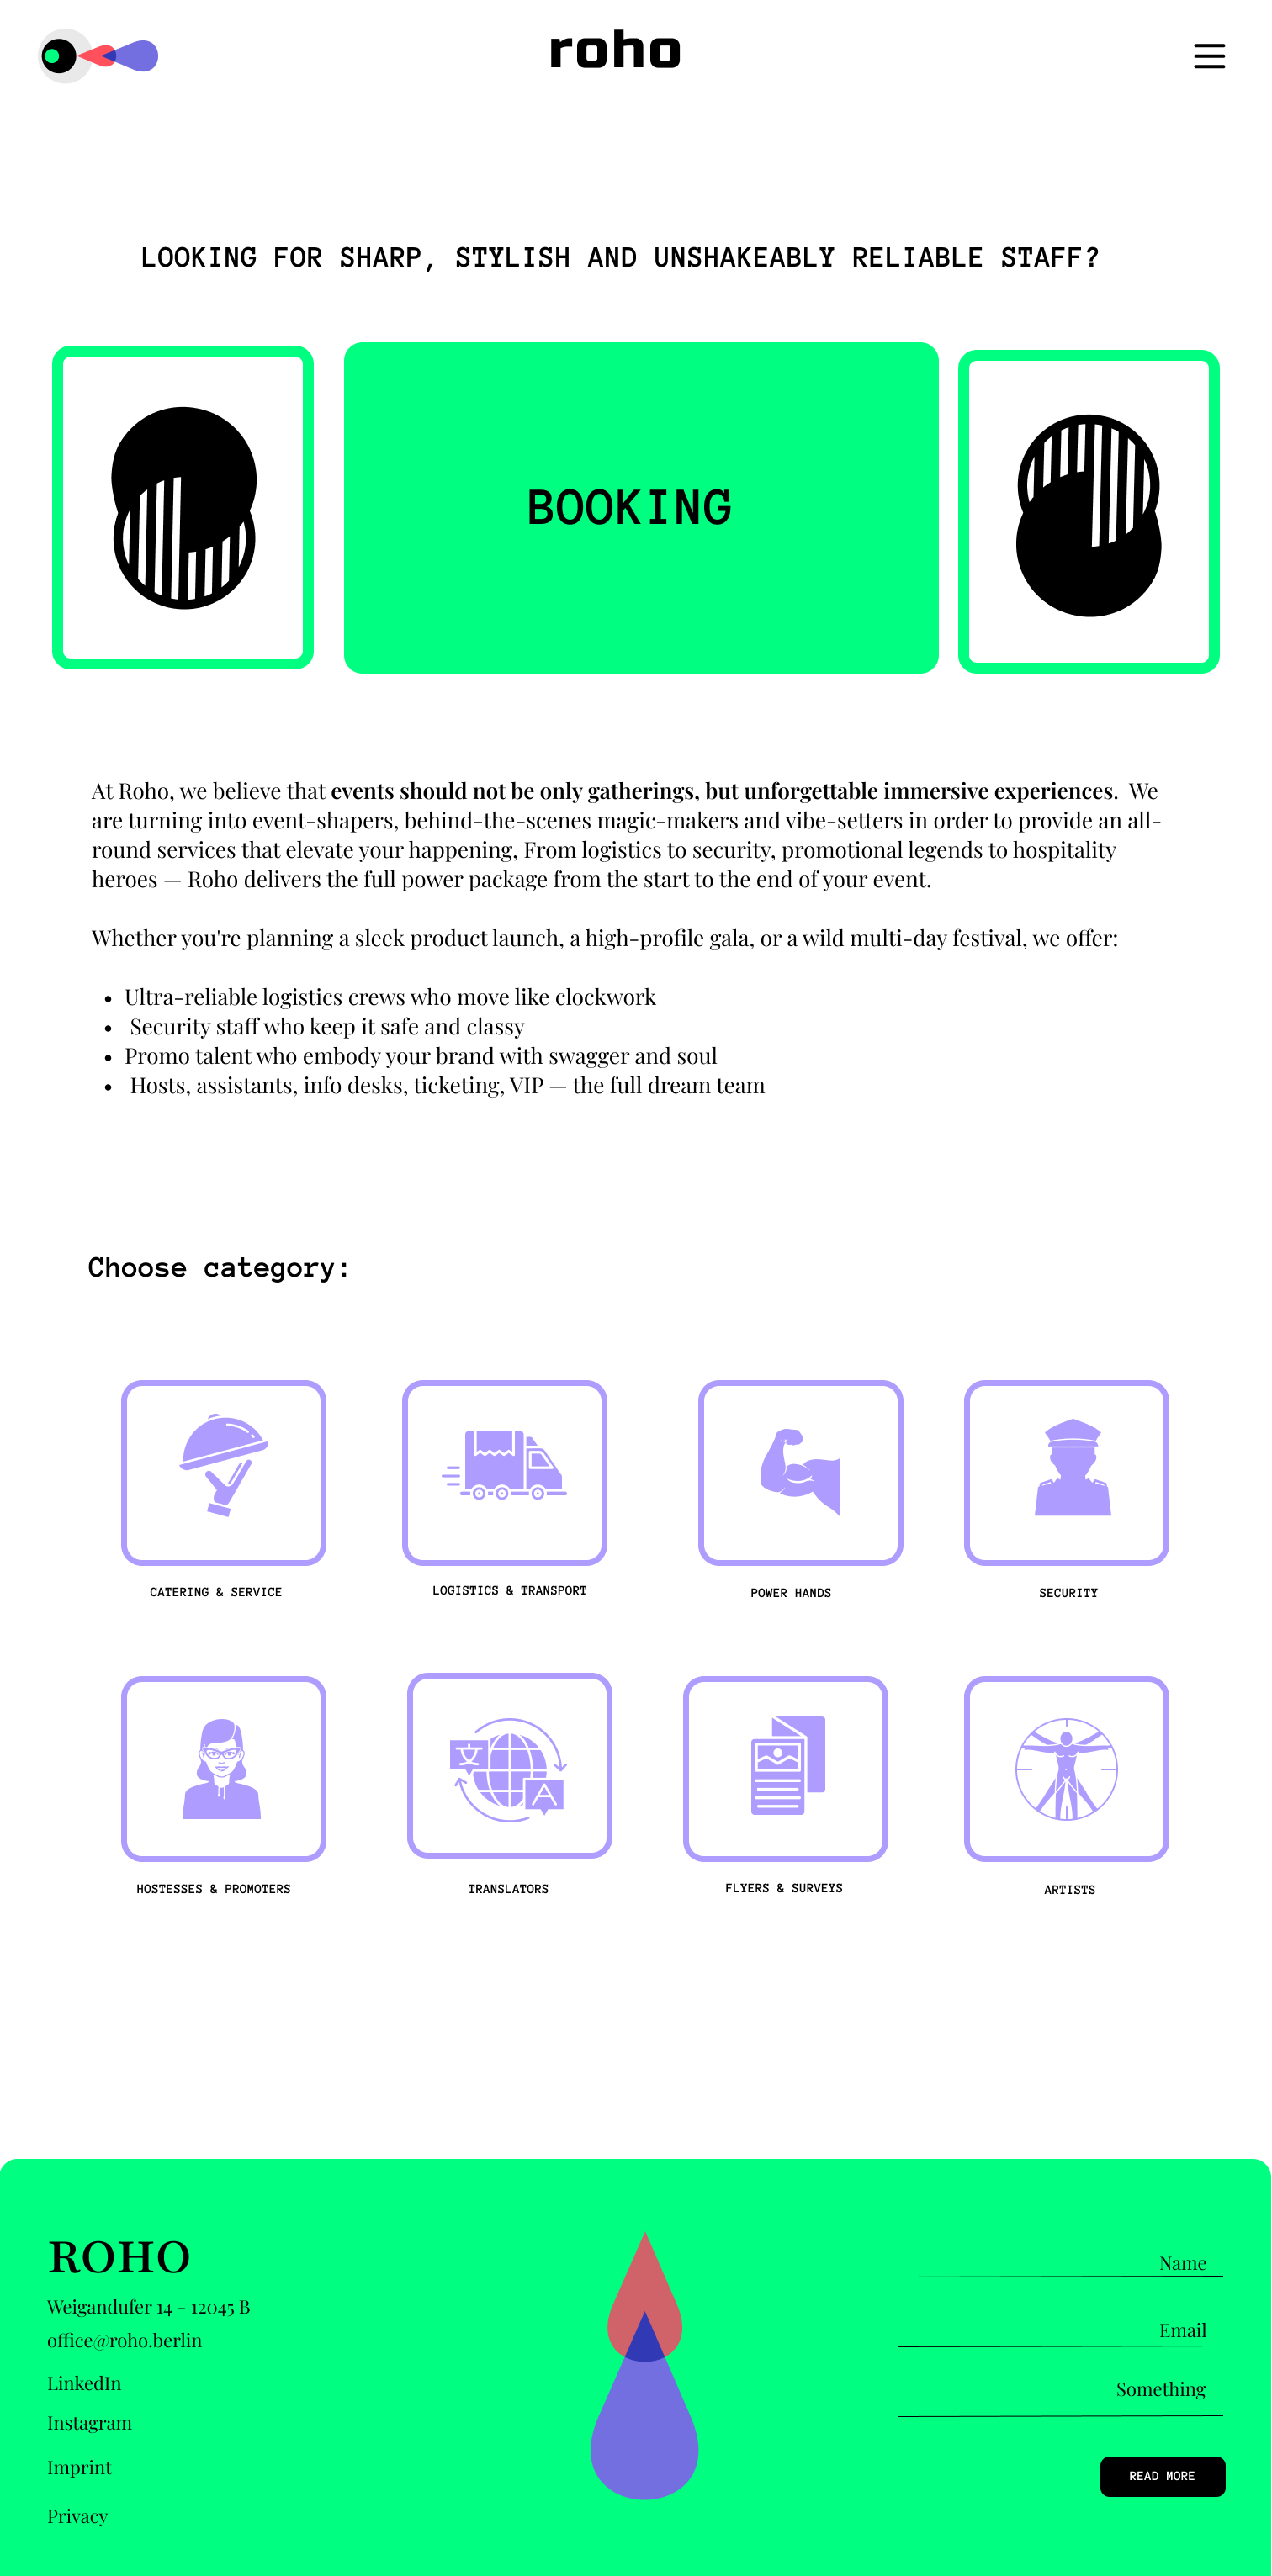 roho
LOOKING FOR SHARP, STYLISH AND UNSHAKEABLY RELIABLE STAFF?
BOOKING
At Roho, we believe that events should not be only gatherings, but unforgettable immersive experiences. We
are turning into event-shapers, behind-the-scenes magic-makers and vibe-setters in order to provide an all-
round services that elevate your happening, From logistics to security, promotional legends to hospitality
heroes — Roho delivers the full power package from the start to the end of your event.
Whether you're planning a sleek product launch, a high-profile gala, or a wild multi-day festival, we offer:
• Ultra-reliable logistics crews who move like clockwork
• Security staff who keep it safe and classy
• Promo talent who embody your brand with swagger and soul
• Hosts, assistants, info desks, ticketing, VIP — the full dream team
Choose category:
CATERING & SERVICE
LOGISTICS & TRANSPORT
POWER HANDS
SECURITY
文
A
HOSTESSES & PROMOTERS
TRANSLATORS
FLYERS & SURVEYS
ARTISTS
ROHO
Weigandufer 14 - 12045 B
office@roho.berlin
LinkedIn
Instagram
Imprint
Privacy
Name
Email
Something
READ MORE